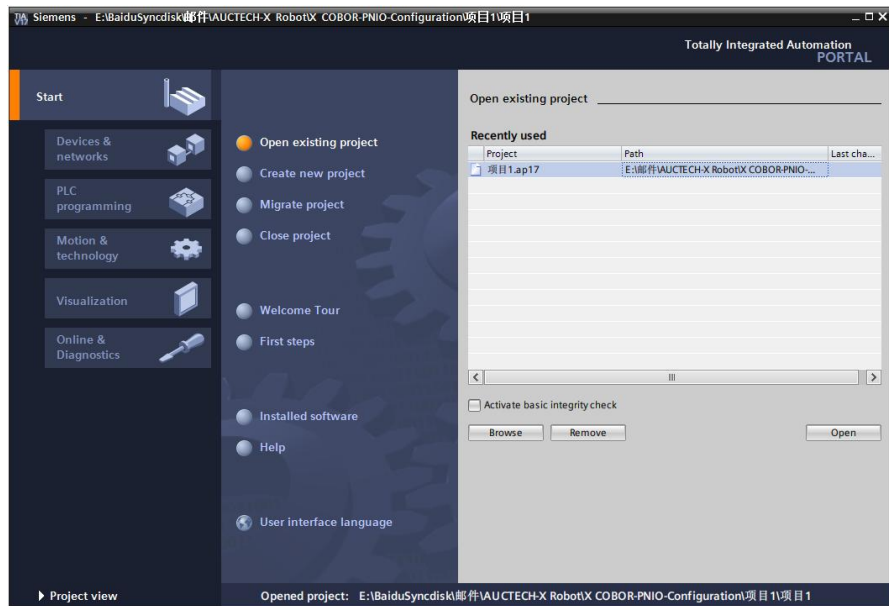 Siemens - E:\BaiduSyncdisk\邮件\AUCTECH-X Robot\X COBOR-PNIO-Configuration\项目1\项目1
Totally Integrated Automation
PORTAL
Start
Devices &
networks
PLC
programming
Motion &
technology
Visualization
Online &
Diagnostics
Open existing project
Create new project
Migrate project
Close project
Welcome Tour
First steps
Installed software
Help
User interface language
Open existing project
Recently used
Project Path Last cha...
项目1.ap17 E:\邮件\AUCTECH-X Robot\X COBOR-PNIO-...
Activate basic integrity check
Browse Remove Open
Project view
Opened project: E:\BaiduSyncdisk\邮件\AUCTECH-X Robot\X COBOR-PNIO-Configuration\项目1\项目1